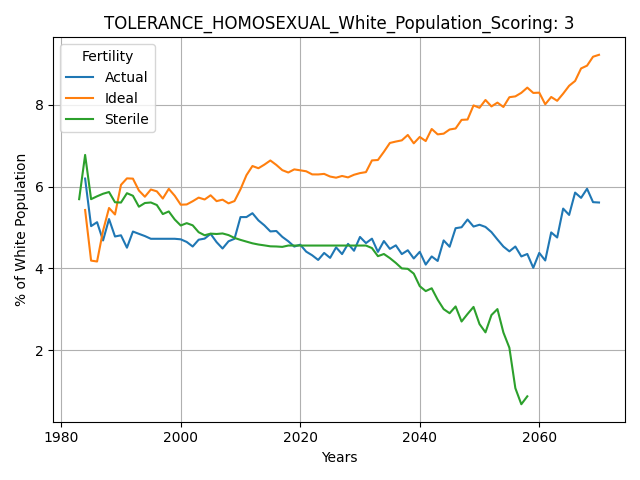 TOLERANCE_HOMOSEXUAL_White_Population_Scoring: 3
Fertility
Actual
Ideal
Sterile
% of White Population
8
6
4
2
1980
2000
2020
2040
2060
Years